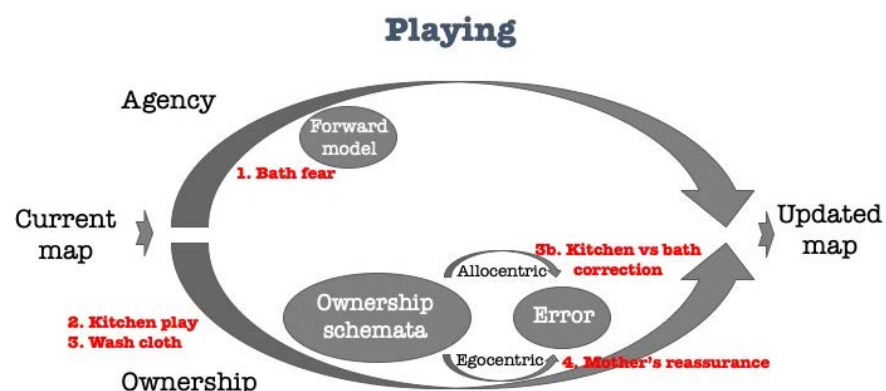 Playing
Agency
Forward
model
1. Bath fear
Current
map
Updated
map
3b. Kitchen vs bath
correction
Allocentric
Ownership
schemata
Error
2. Kitchen play
3. Wash cloth
Egocentric
4. Mother's reassurance
Ownership